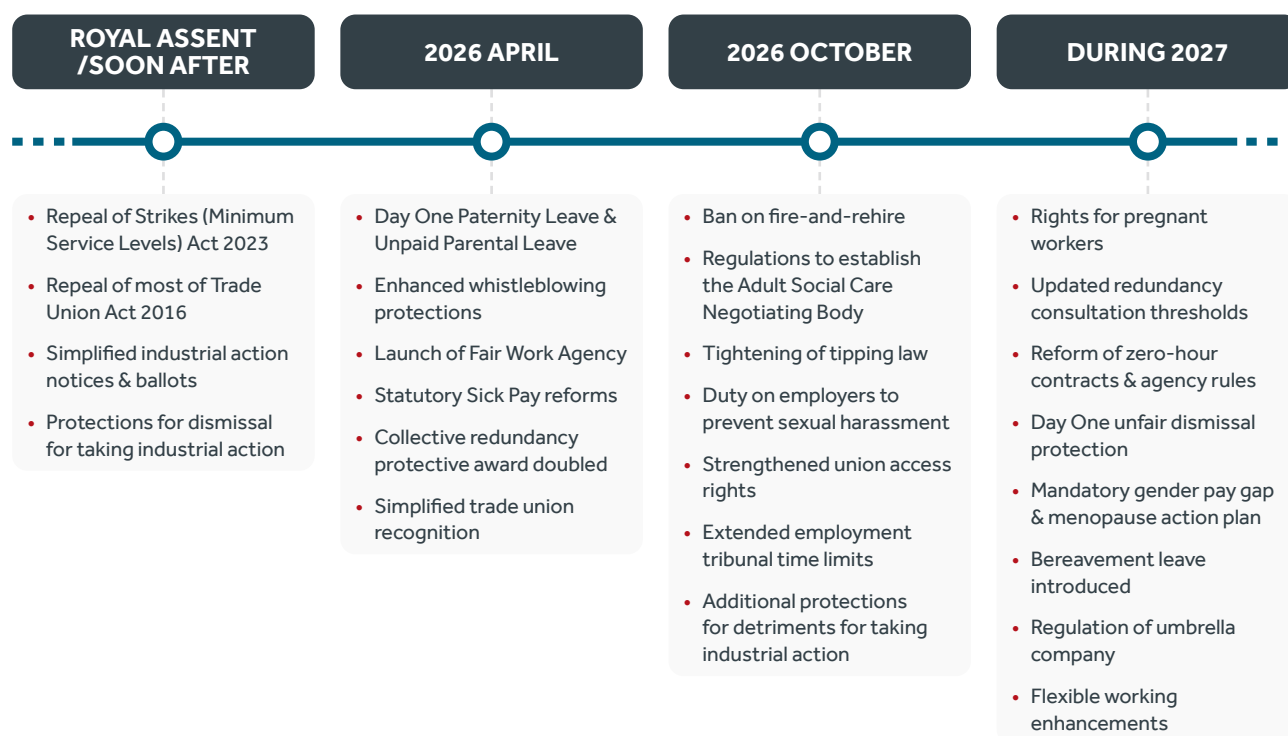 ROYAL ASSENT
/SOON AFTER
• Repeal of Strikes (Minimum
Service Levels) Act 2023
• Repeal of most of Trade
Union Act 2016
• Simplified industrial action
notices & ballots
• Protections for dismissal
for taking industrial action
2026 APRIL
• Day One Paternity Leave &
Unpaid Parental Leave
• Enhanced whistleblowing
protections
• Launch of Fair Work Agency
• Statutory Sick Pay reforms
• Collective redundancy
protective award doubled
• Simplified trade union
recognition
2026 OCTOBER
• Ban on fire-and-rehire
• Regulations to establish
the Adult Social Care
Negotiating Body
• Tightening of tipping law
• Duty on employers to
prevent sexual harassment
• Strengthened union access
rights
• Extended employment
tribunal time limits
• Additional protections
for detriments for taking
industrial action
DURING 2027
• Rights for pregnant
workers
• Updated redundancy
consultation thresholds
• Reform of zero-hour
contracts & agency rules
• Day One unfair dismissal
protection
• Mandatory gender pay gap
& menopause action plan
• Bereavement leave
introduced
• Regulation of umbrella
company
• Flexible working
enhancements